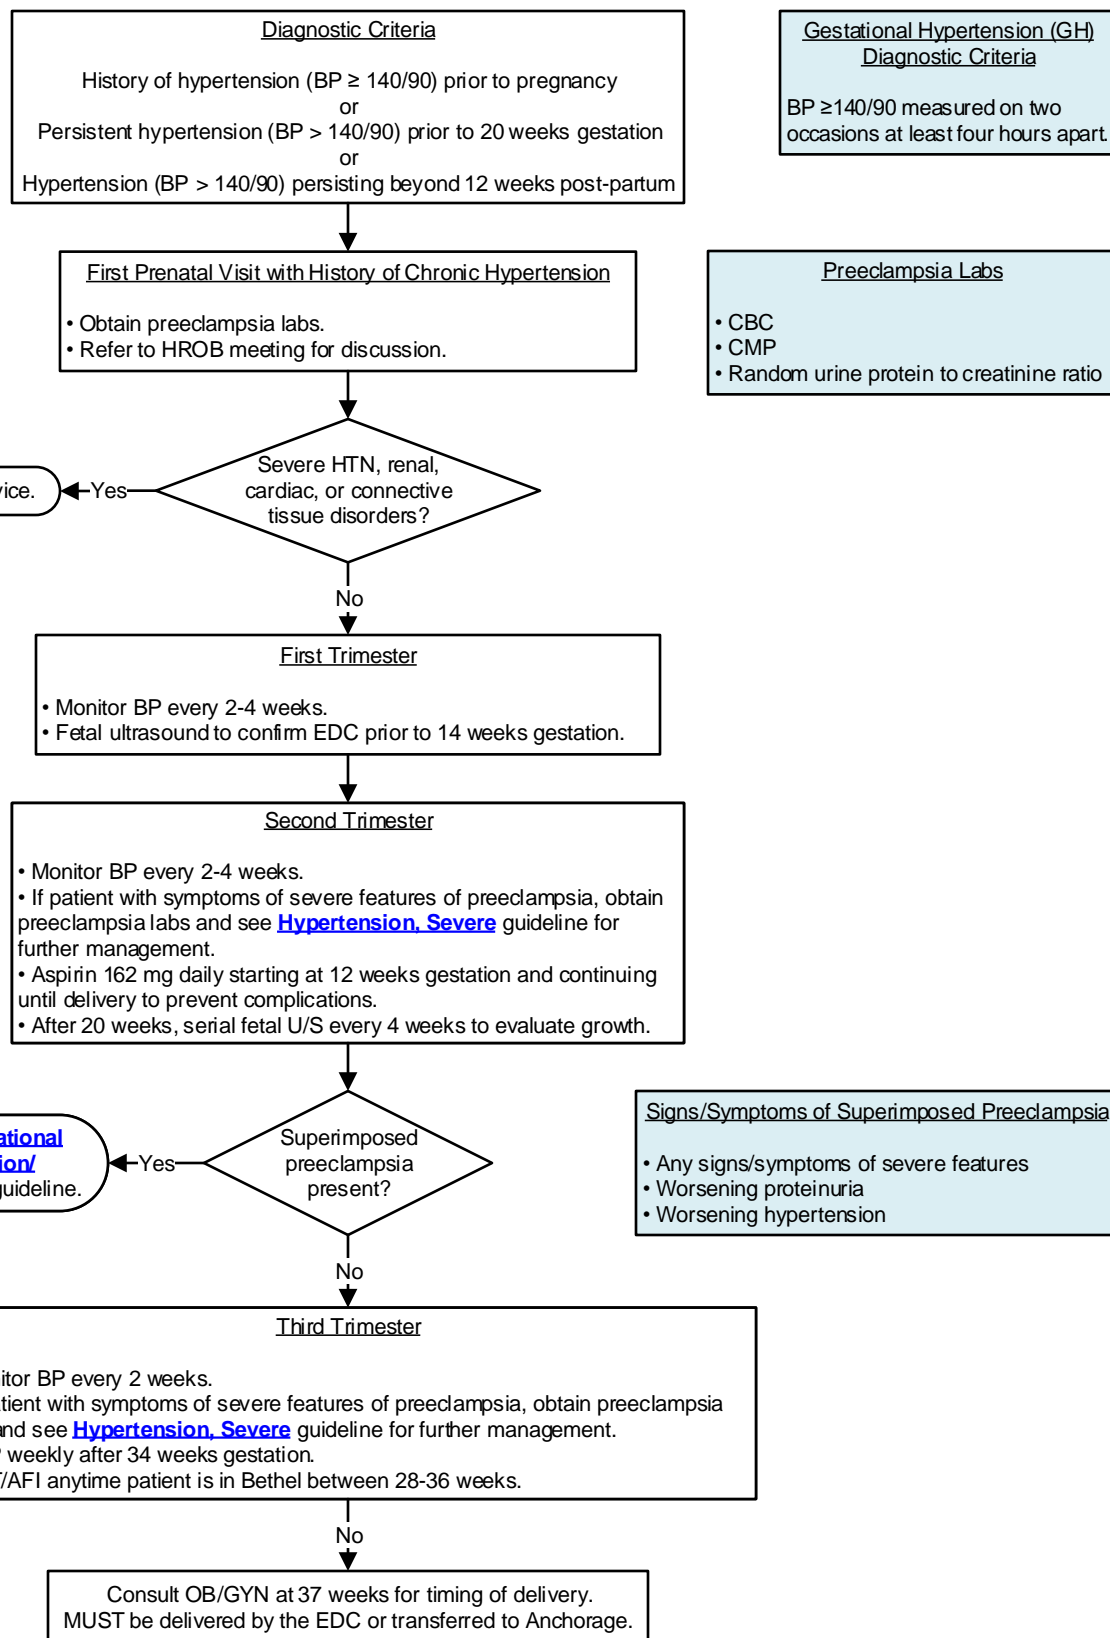 Diagnostic Criteria
History of hypertension (BP ≥ 140/90) prior to pregnancy
or
Persistent hypertension (BP > 140/90) prior to 20 weeks gestation
or
Hypertension (BP > 140/90) persisting beyond 12 weeks post-partum
Gestational Hypertension (GH)
Diagnostic Criteria
BP ≥140/90 measured on two
occasions at least four hours apart.
First Prenatal Visit with History of Chronic Hypertension
• Obtain preeclampsia labs.
• Refer to HROB meeting for discussion.
Preeclampsia Labs
• CBC
• CMP
• Random urine protein to creatinine ratio
Severe HTN, renal,
cardiac, or connective
tissue disorders?
Yes
No
First Trimester
• Monitor BP every 2-4 weeks.
• Fetal ultrasound to confirm EDC prior to 14 weeks gestation.
Second Trimester
• Monitor BP every 2-4 weeks.
• If patient with symptoms of severe features of preeclampsia, obtain
preeclampsia labs and see Hypertension, Severe guideline for
further management.
• Aspirin 162 mg daily starting at 12 weeks gestation and continuing
until delivery to prevent complications.
• After 20 weeks, serial fetal U/S every 4 weeks to evaluate growth.
Superimposed
preeclampsia
present?
Yes
guideline.
Signs/Symptoms of Superimposed Preeclampsia
• Any signs/symptoms of severe features
• Worsening proteinuria
• Worsening hypertension
No
Third Trimester
BP every 2 weeks.
with symptoms of severe features of preeclampsia, obtain preeclampsia
and see Hypertension, Severe guideline for further management.
weekly after 34 weeks gestation.
/AFI anytime patient is in Bethel between 28-36 weeks.
No
Consult OB/GYN at 37 weeks for timing of delivery.
MUST be delivered by the EDC or transferred to Anchorage.